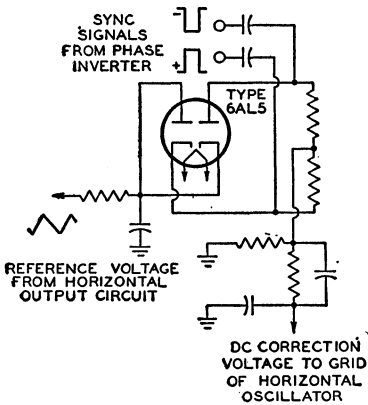 SYNC
SIGNALS
FROM PHASE
INVERTER
−
+
TYPE
6AL5
REFERENCE VOLTAGE
FROM HORIZONTAL
OUTPUT CIRCUIT
DC CORRECTION
VOLTAGE TO GRID
OF HORIZONTAL
OSCILLATOR